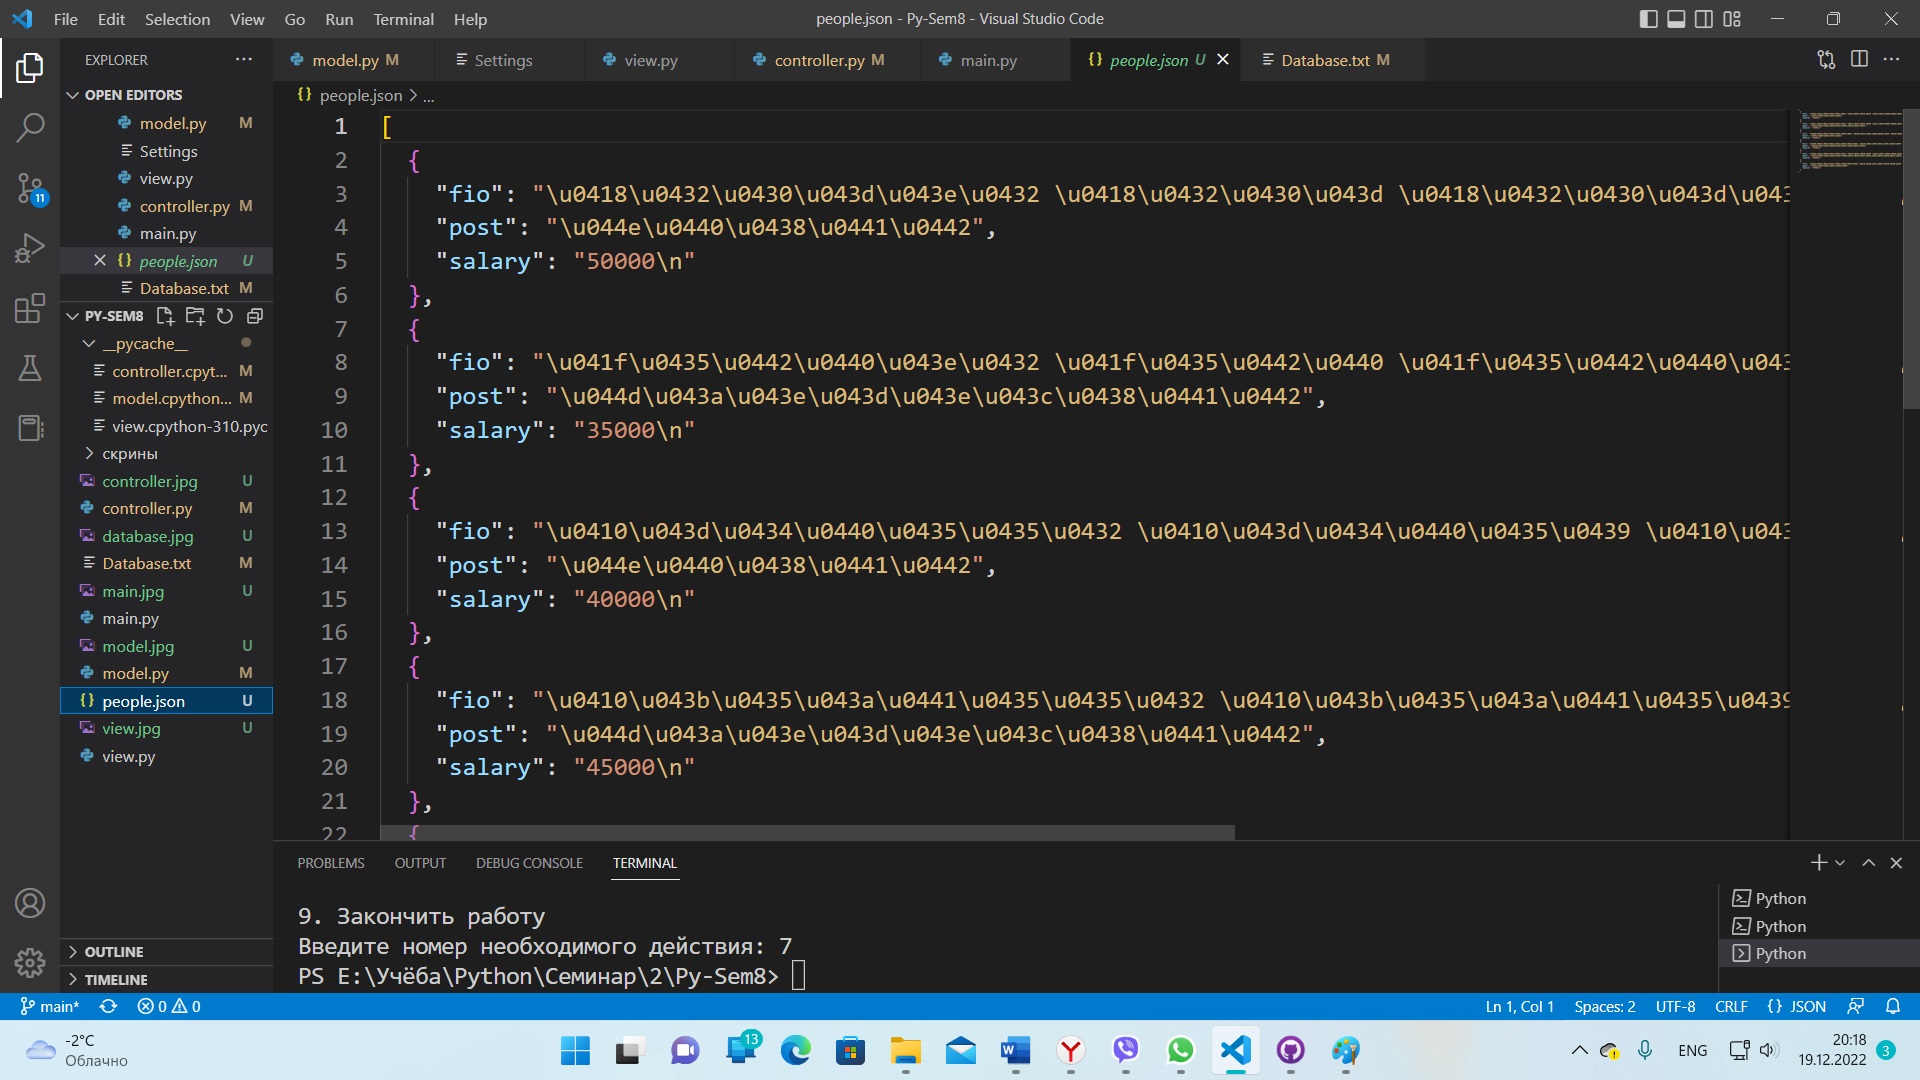 File Edit Selection View Go Run Terminal Help
people.json - Py-Sem8 - Visual Studio Code
EXPLORER
model.py M
Settings
view.py
controller.py M
main.py
{} people.json U
Database.txt M
OPEN EDITORS
model.py M
Settings
view.py
controller.py M
main.py
{} people.json U
Database.txt M
11
PY-SEM8
__pycache__
controller.cpyt... M
model.cpython... M
view.cpython-310.pyc
скрины
controller.jpg U
controller.py M
database.jpg U
Database.txt M
main.jpg U
main.py
model.jpg U
model.py M
{} people.json U
view.jpg U
view.py
OUTLINE
TIMELINE
{} people.json > ...
1 [
2 {
3 "fio": "\u0418\u0432\u0430\u043d\u043e\u0432 \u0418\u0432\u0430\u043d \u0418\u0432\u0430\u043d\u043
4 "post": "\u044e\u0440\u0438\u0441\u0442",
5 "salary": "50000\n"
6 },
7 {
8 "fio": "\u041f\u0435\u0442\u0440\u043e\u0432 \u041f\u0435\u0442\u0440 \u041f\u0435\u0442\u0440\u043
9 "post": "\u044d\u043a\u043e\u043d\u043e\u043c\u0438\u0441\u0442",
10 "salary": "35000\n"
11 },
12 {
13 "fio": "\u0410\u043d\u0434\u0440\u0435\u0435\u0432 \u0410\u043d\u0434\u0440\u0435\u0439 \u0410\u043
14 "post": "\u044e\u0440\u0438\u0441\u0442",
15 "salary": "40000\n"
16 },
17 {
18 "fio": "\u0410\u043b\u0435\u043a\u0441\u0435\u0435\u0432 \u0410\u043b\u0435\u043a\u0441\u0435\u0439
19 "post": "\u044d\u043a\u043e\u043d\u043e\u043c\u0438\u0441\u0442",
20 "salary": "45000\n"
21 },
22 {
PROBLEMS OUTPUT DEBUG CONSOLE TERMINAL
9. Закончить работу
Введите номер необходимого действия: 7
PS E:\Учёба\Python\Семинар\2\Py-Sem8>
Python
Python
Python
main* 0 0
Ln 1, Col 1 Spaces: 2 UTF-8 CRLF {} JSON
-2°C
Облачно
13
ENG
20:18
19.12.2022
3